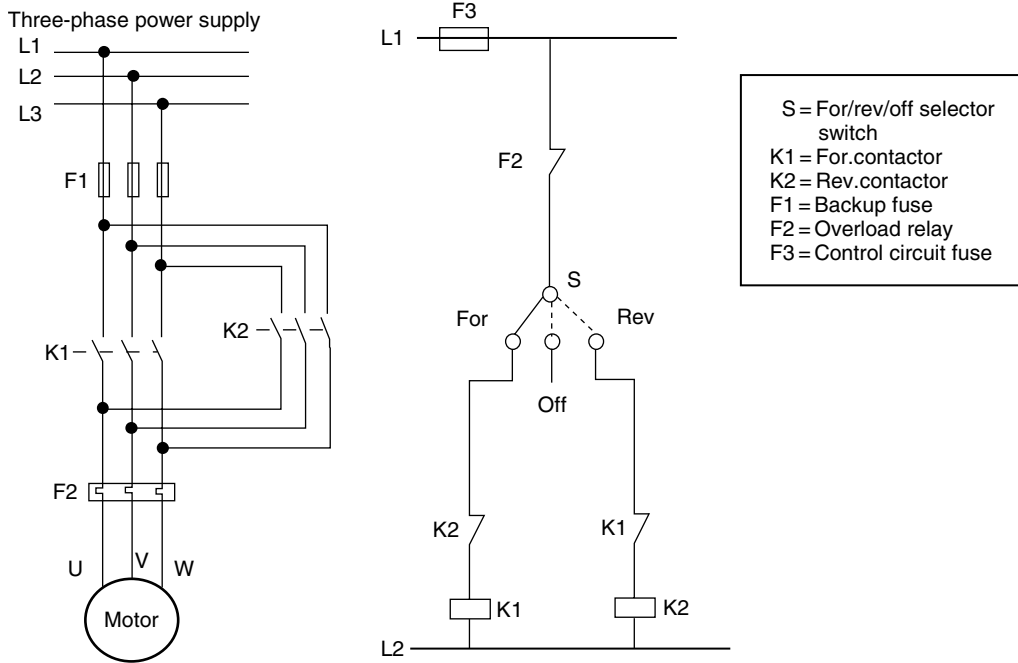 Three-phase power supply
L1
L2
L3
F1
K1
K2
F2
U
V
W
Motor
F3
L1
F2
S
For
Rev
Off
K2
K1
K1
K2
L2
S = For/rev/off selector
switch
K1 = For.contactor
K2 = Rev.contactor
F1 = Backup fuse
F2 = Overload relay
F3 = Control circuit fuse